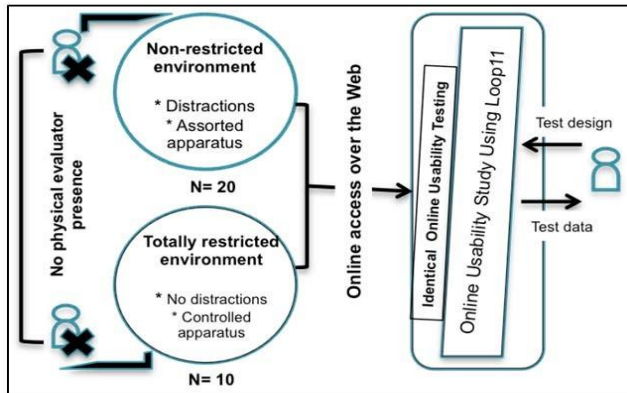 No physical evaluator
presence
Non-restricted
environment
* Distractions
* Assorted
apparatus
N= 20
Totally restricted
environment
* No distractions
* Controlled
apparatus
N= 10
Online access over the Web
Identical Online Usability Testing
Online Usability Study Using Loop11
Test design
Test data